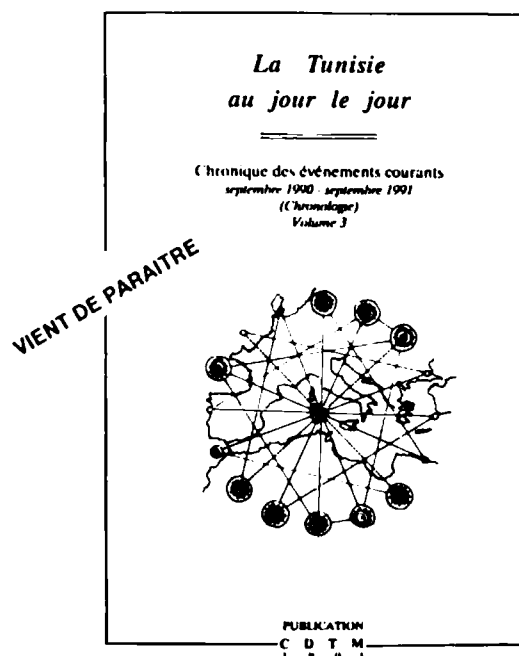 La Tunisie
au jour le jour
Chronique des événements courants
septembre 1990 - septembre 1991
(Chronologie)
Volume 3
VIENT DE PARAITRE
PUBLICATION
C D T M